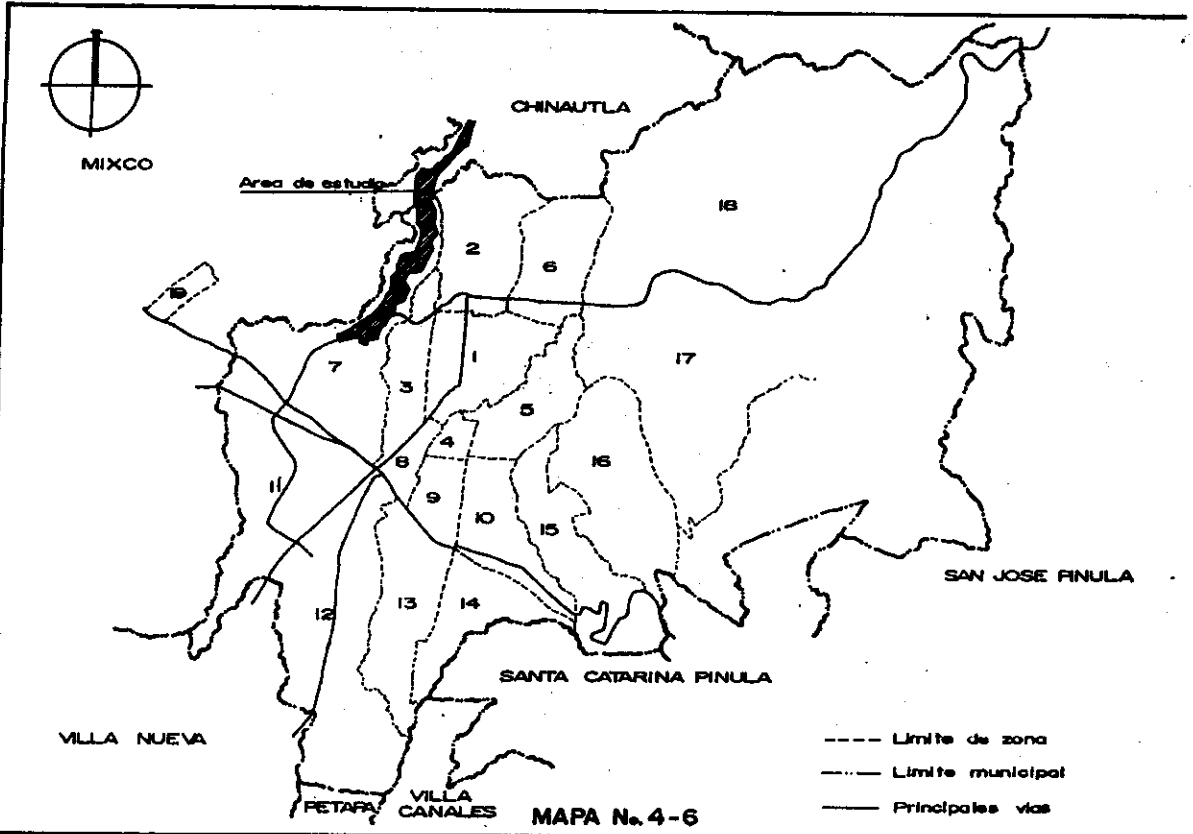 CHINAUTLA
MIXCO
Area de estudio
18
2
6
19
7
1
17
3
5
4
16
8
11
9
10
15
SAN JOSE PINULA
12
13
14
SANTA CATARINA PINULA
VILLA NUEVA
Limite de zona
Limite municipal
PETAPA
VILLA
CANALES
Principales vias
MAPA No. 4-6